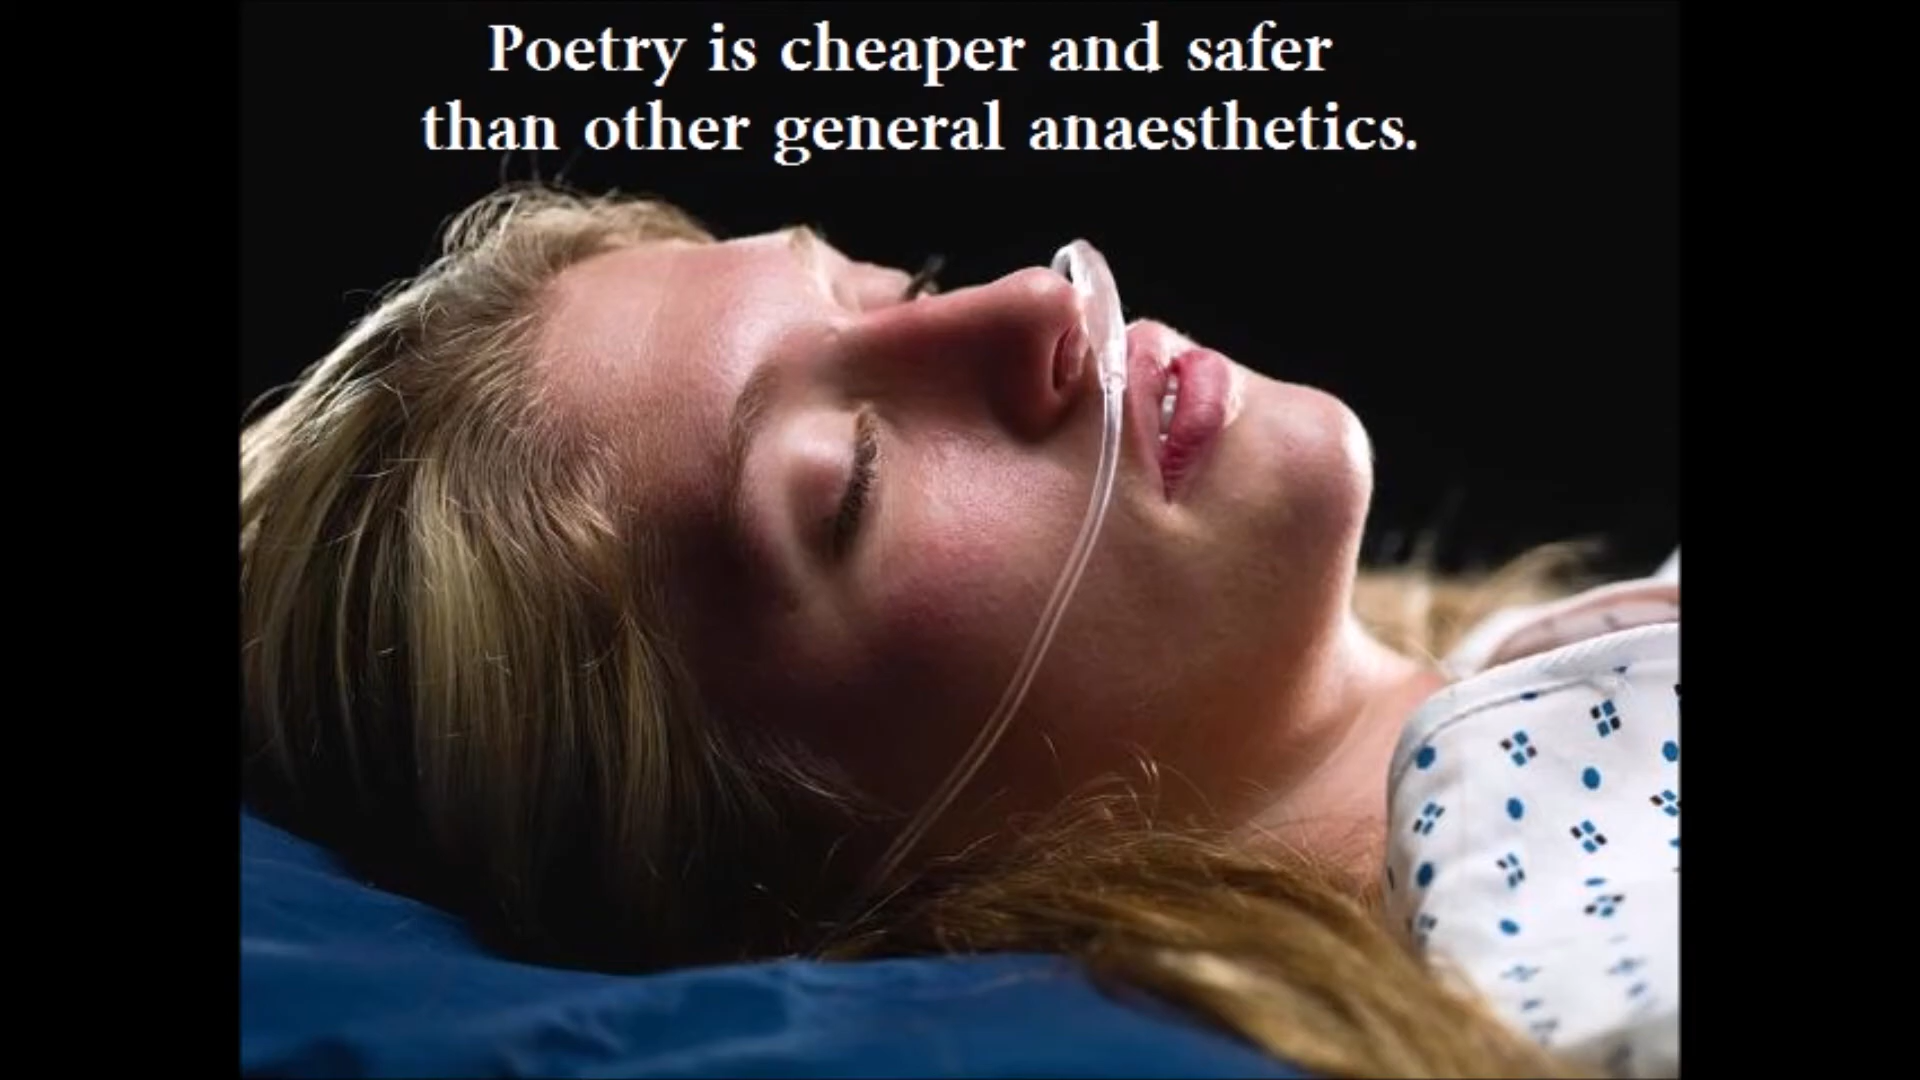 Poetry is cheaper and safer
than other general anaesthetics.